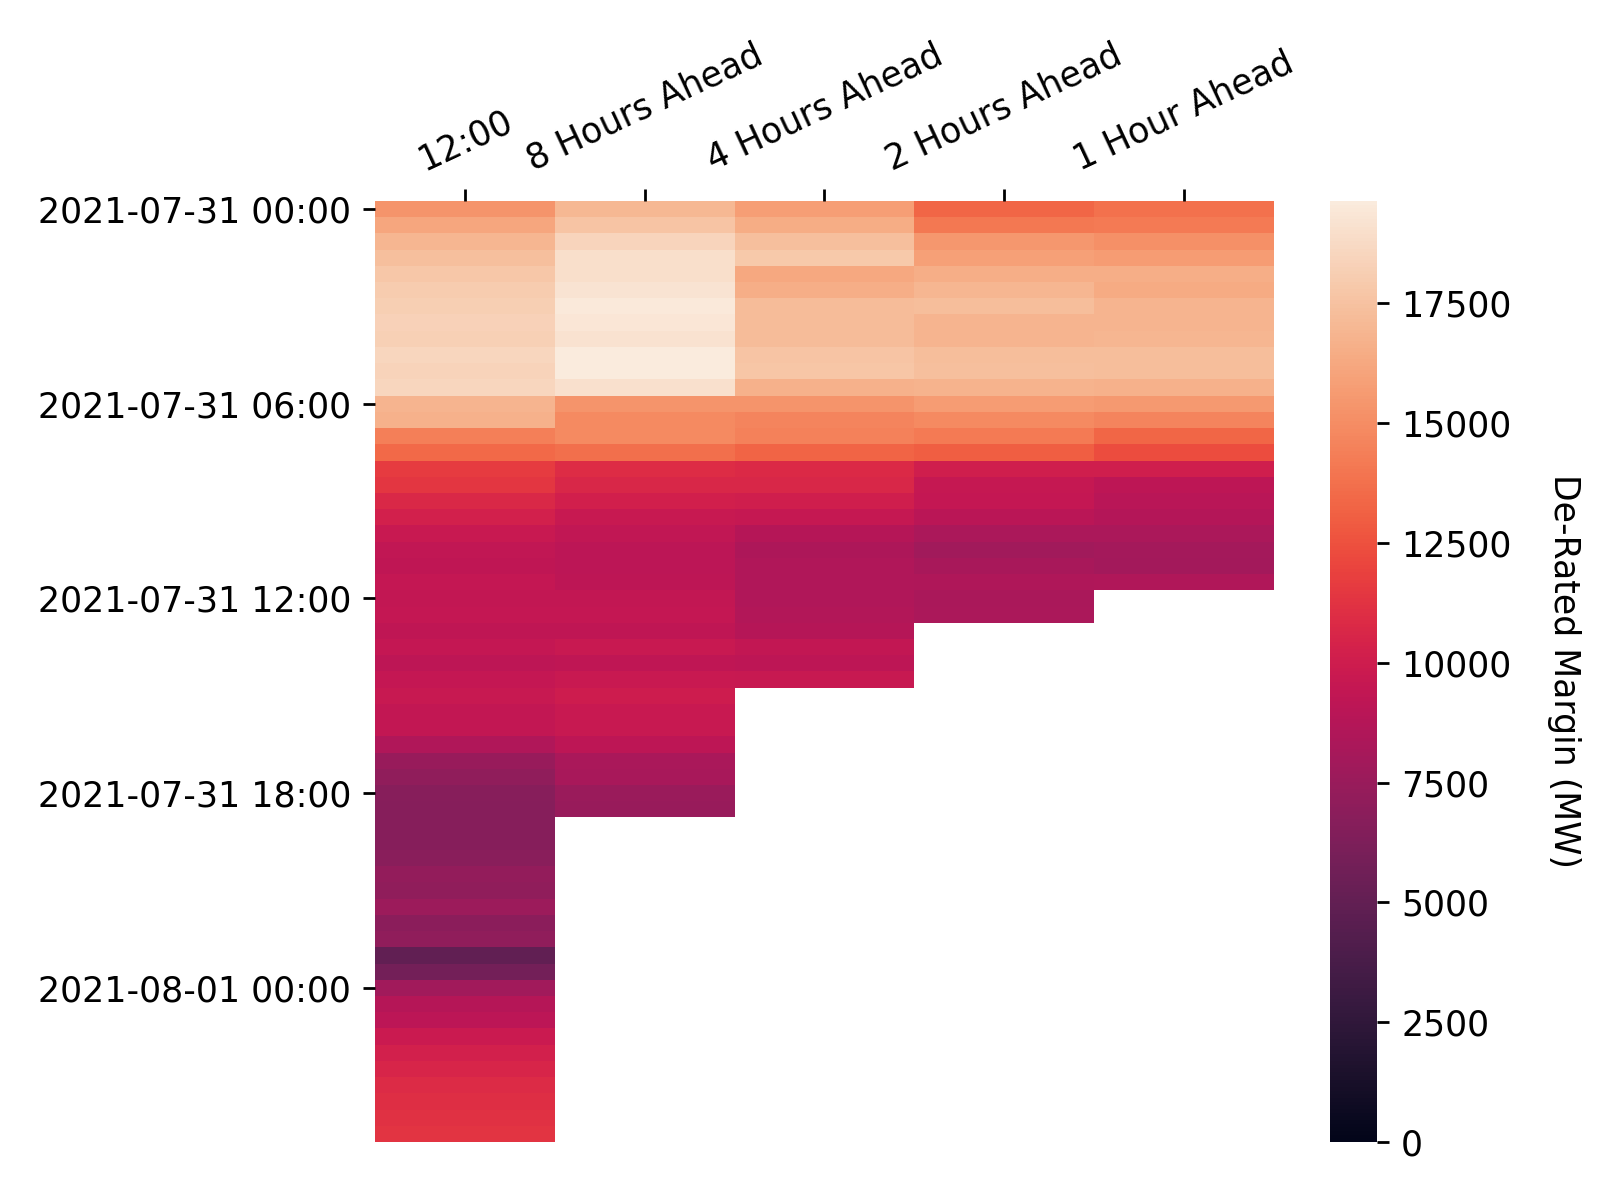 12:00
8 Hours Ahead
4 Hours Ahead
2 Hours Ahead
1 Hour Ahead
2021-07-31 00:00
2021-07-31 06:00
2021-07-31 12:00
2021-07-31 18:00
2021-08-01 00:00
17500
15000
12500
10000
7500
5000
2500
0
De-Rated Margin (MW)